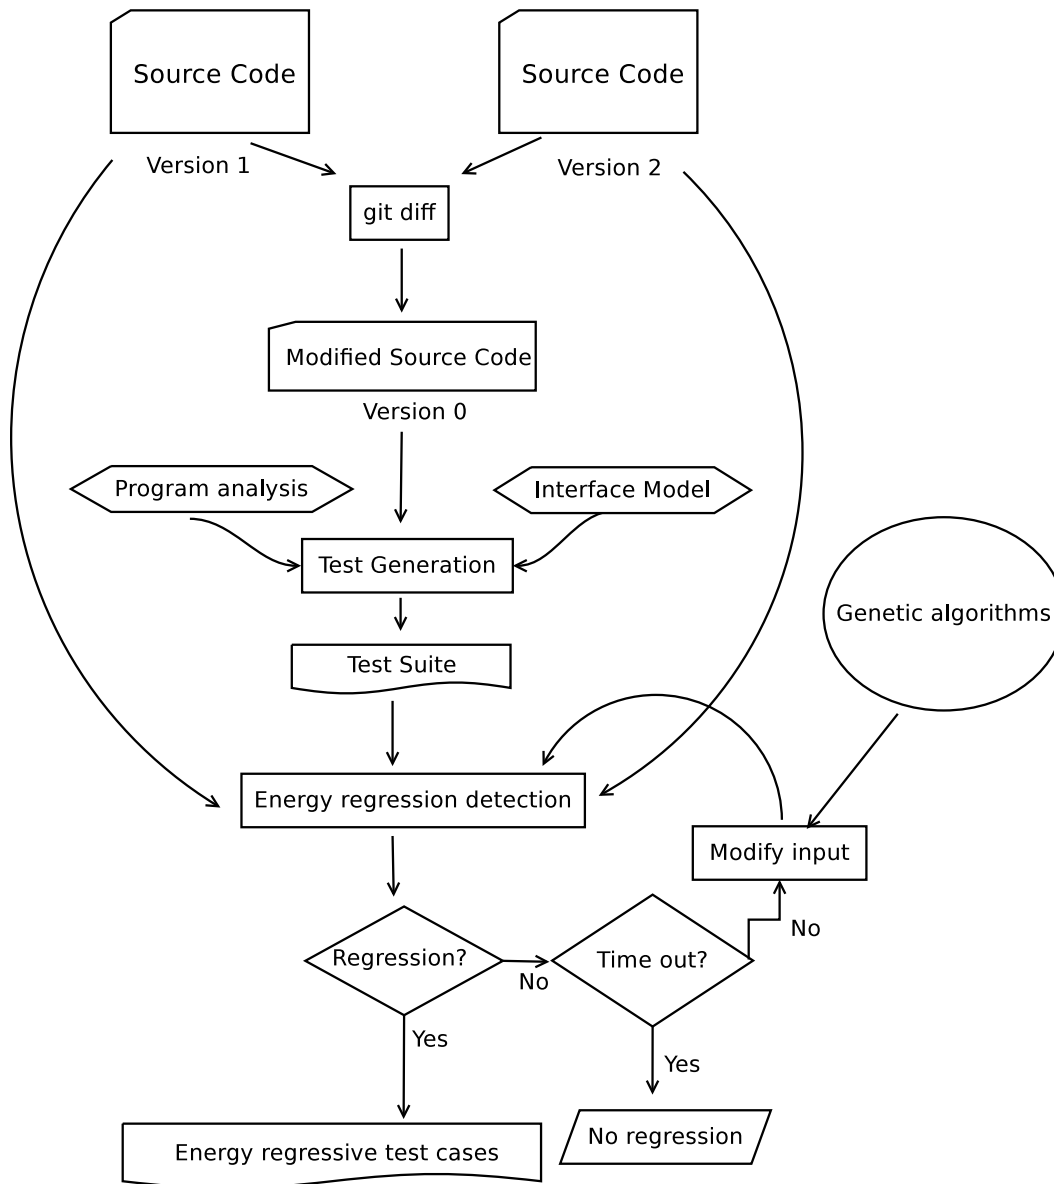 Source Code
Source Code
Version 1
Version 2
git diff
Modified Source Code
Version 0
Program analysis
Interface Model
Test Generation
Genetic algorithms
Test Suite
Energy regression detection
Modify input
No
Regression?
Time out?
No
Yes
Yes
No regression
Energy regressive test cases